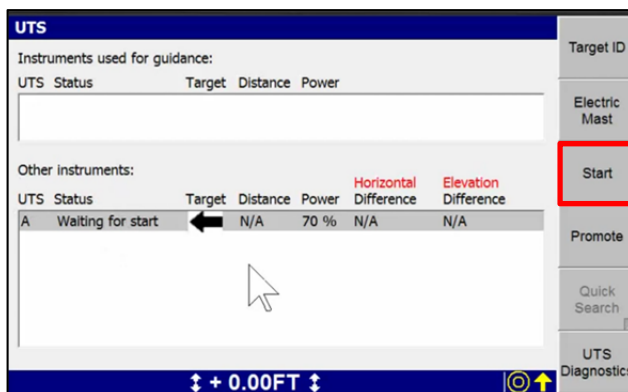 UTS
Instruments used for guidance:
UTS Status Target Distance Power
Other instruments:
UTS Status Target Distance Power Horizontal Difference Elevation Difference
A Waiting for start N/A 70 % N/A N/A
+ 0.00FT
Target ID
Electric
Mast
Start
Promote
Quick
Search
UTS
Diagnostics